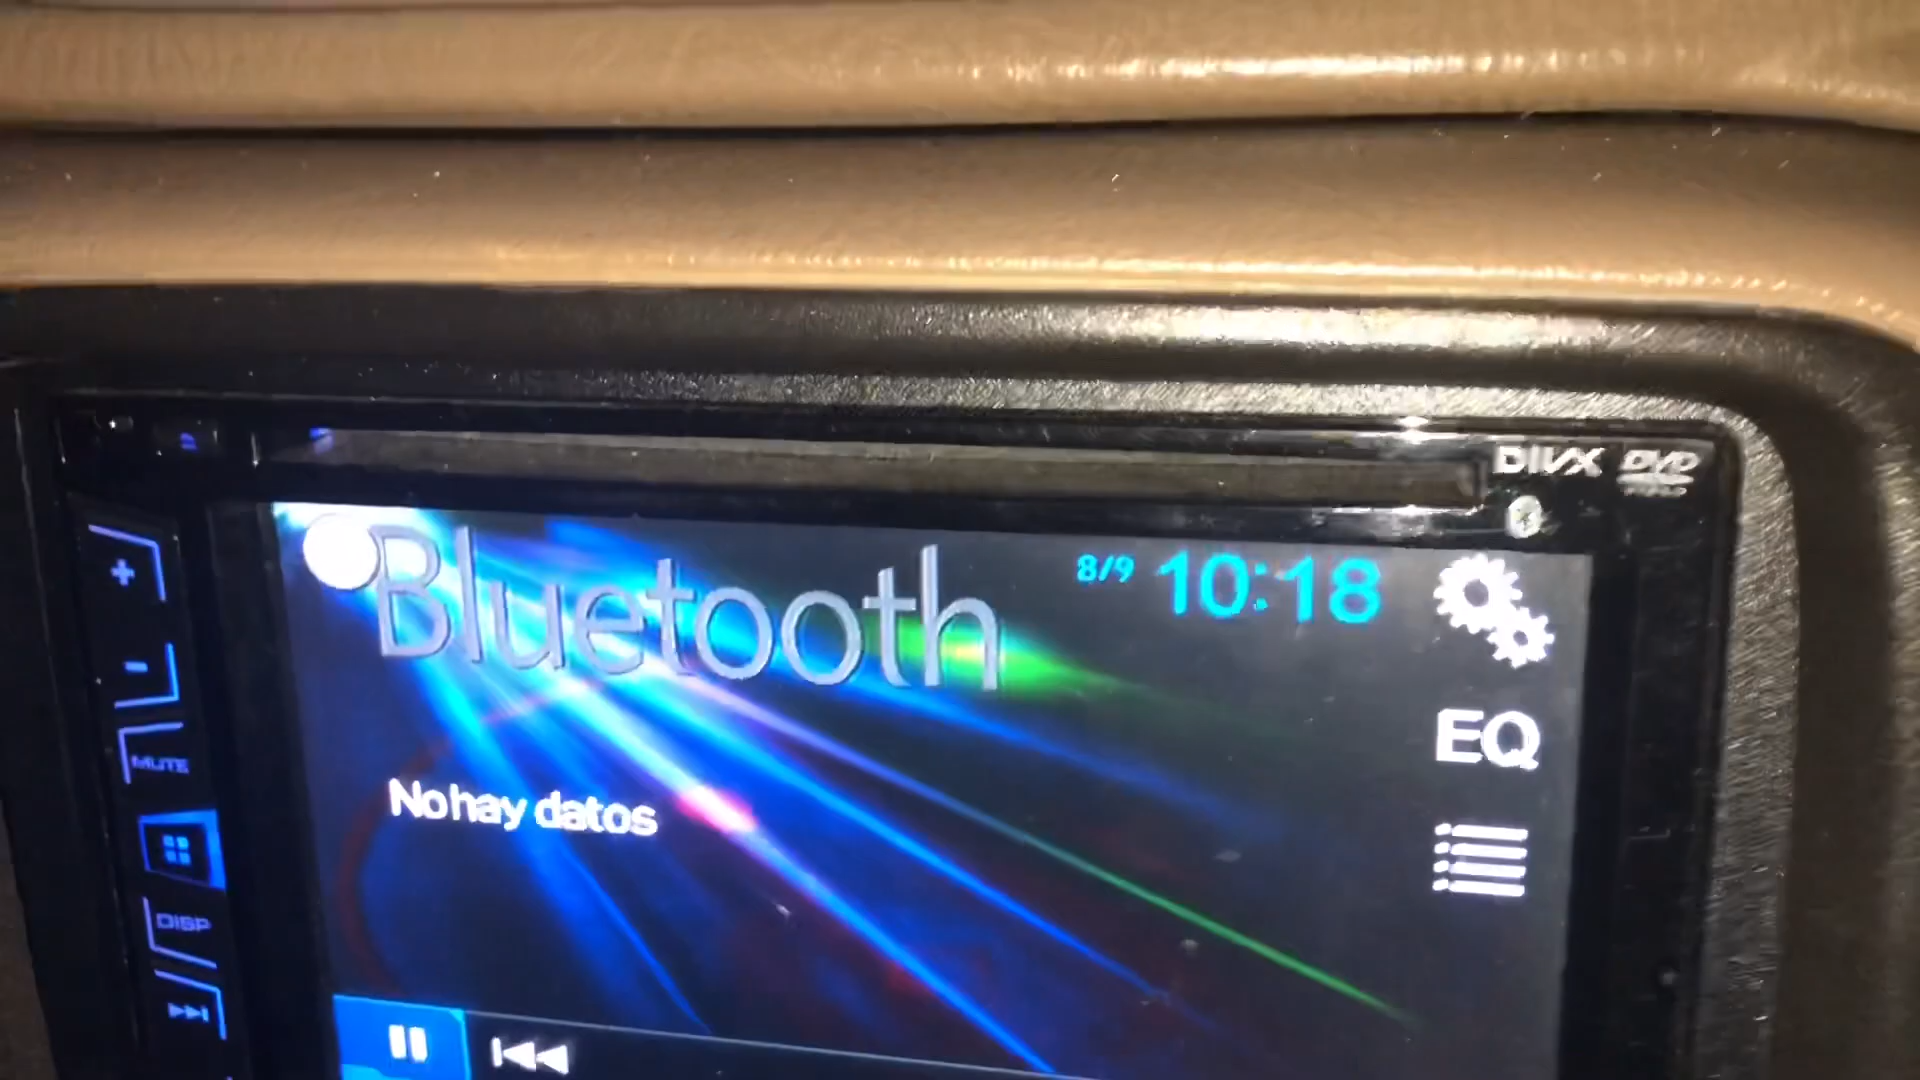 DIVX DVD
Bluetooth
8/9 10:18
+
-
MUTE
EQ
No hay datos
DISP